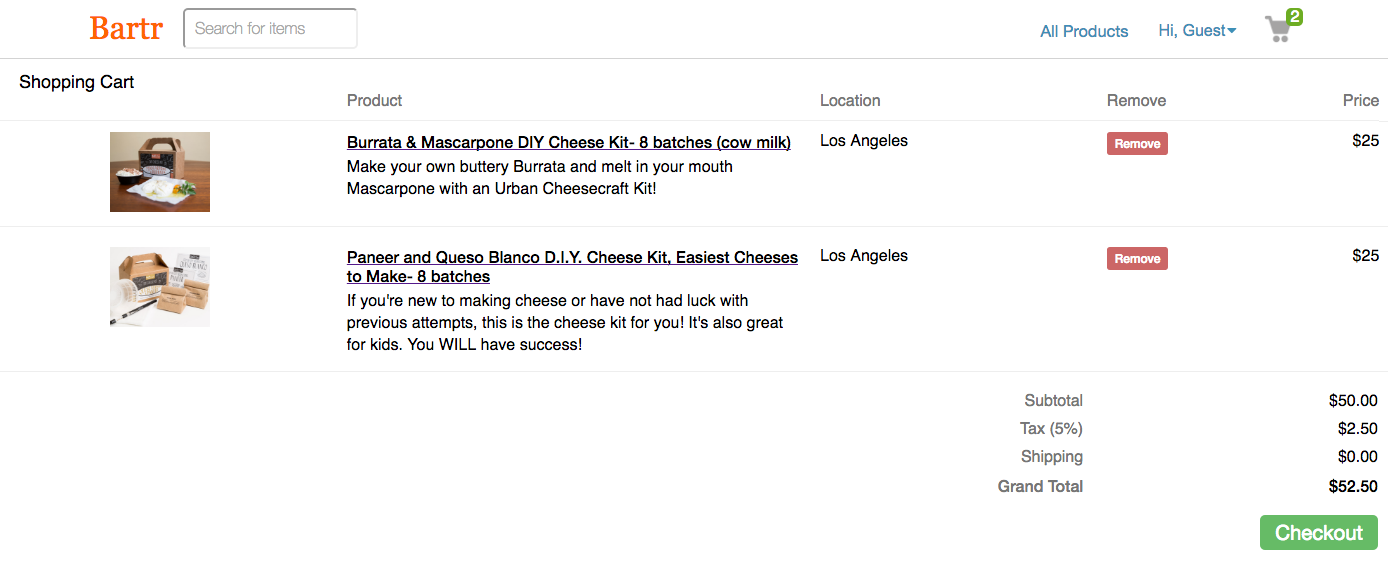 Bartr
Search for items
All Products
Hi, Guest
2
Shopping Cart
Product
Location
Remove
Price
Burrata & Mascarpone DIY Cheese Kit- 8 batches (cow milk)
Make your own buttery Burrata and melt in your mouth
Mascarpone with an Urban Cheesecraft Kit!
Los Angeles
Remove
$25
Paneer and Queso Blanco D.I.Y. Cheese Kit, Easiest Cheeses
to Make- 8 batches
If you're new to making cheese or have not had luck with
previous attempts, this is the cheese kit for you! It's also great
for kids. You WILL have success!
Los Angeles
Remove
$25
Subtotal $50.00
Tax (5%) $2.50
Shipping $0.00
Grand Total $52.50
Checkout